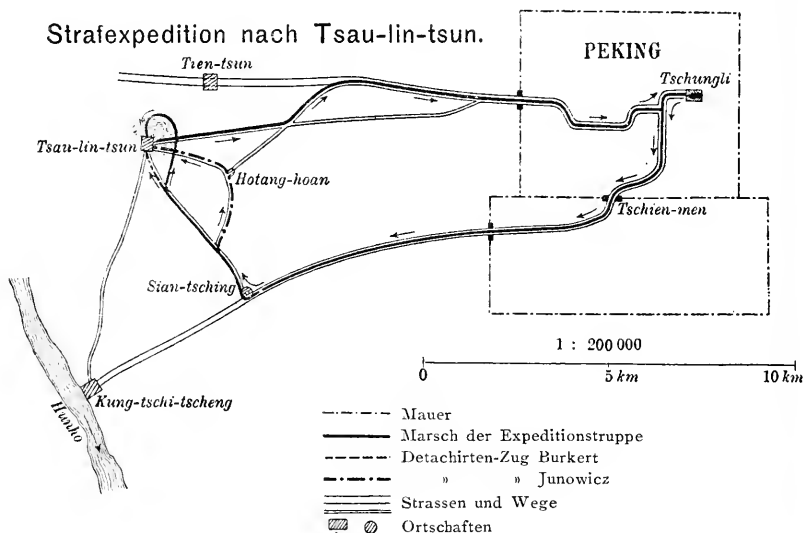 Strafexpedition nach Tsau-lin-tsun.
PEKING
Tien-tsun
Tschungli
Tsau-lin-tsun
Hotang-hoan
Tschien-men
Sian-tsching
1 : 200 000
0 5 km 10 km
Kung-tschi-tscheng
Hunho
Mauer
Marsch der Expeditionstruppe
Detachirten-Zug Burkert
» » Junowicz
Strassen und Wege
Ortschaften